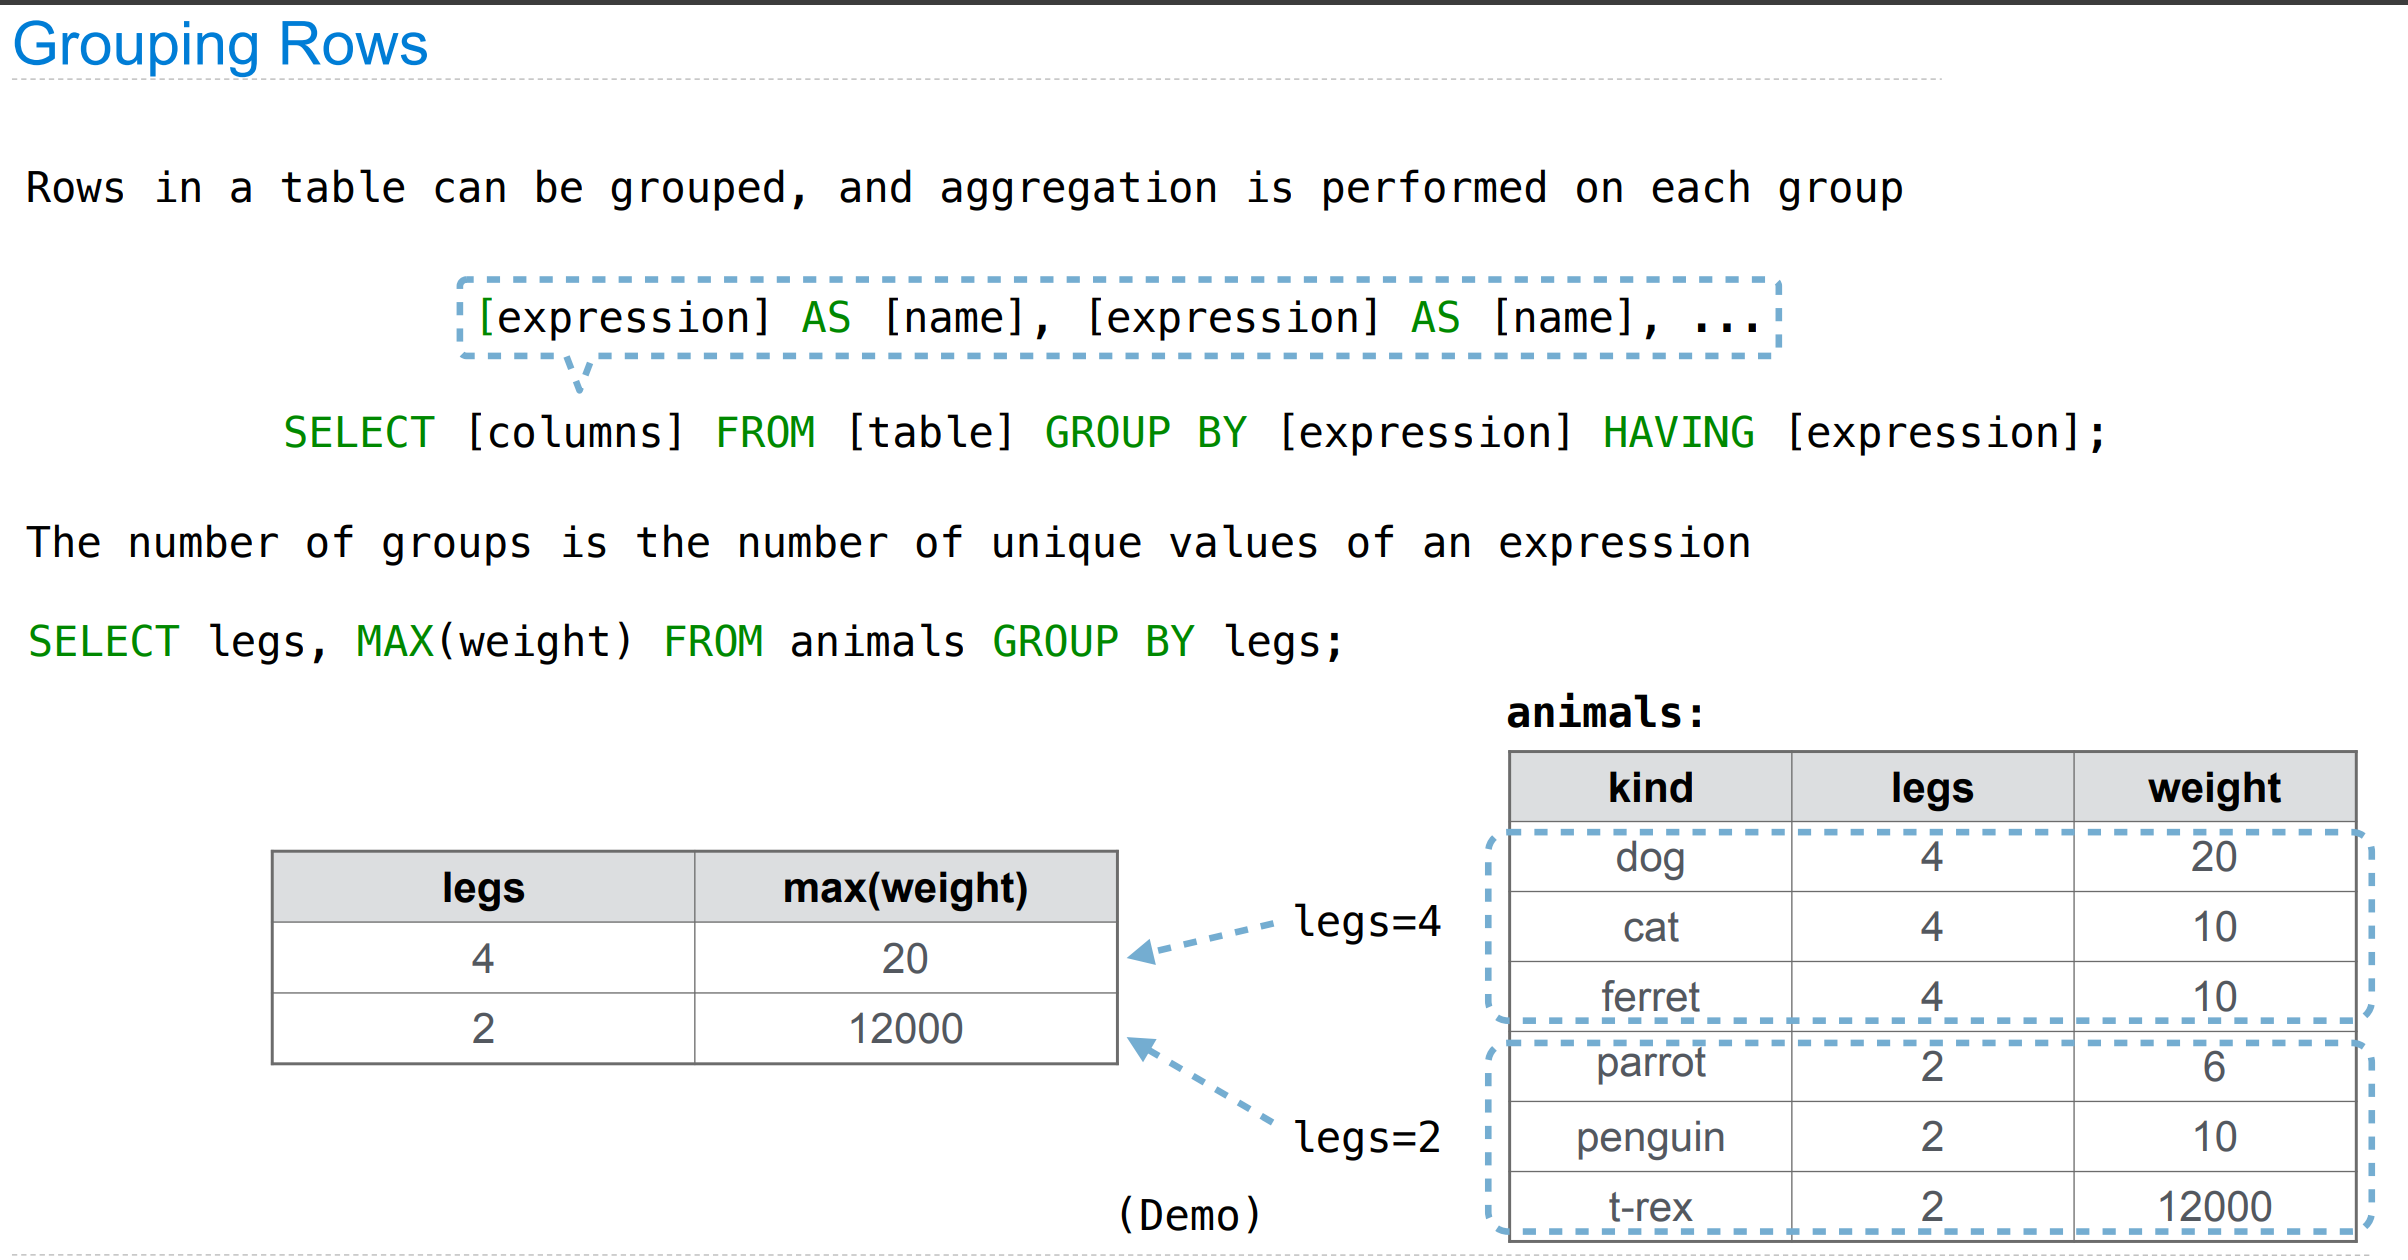 Grouping Rows
Rows in a table can be grouped, and aggregation is performed on each group
[expression] AS [name], [expression] AS [name], ...
SELECT [columns] FROM [table] GROUP BY [expression] HAVING [expression];
The number of groups is the number of unique values of an expression
SELECT legs, MAX(weight) FROM animals GROUP BY legs;
legs max(weight)
4 20
2 12000
legs=4
legs=2
(Demo)
animals:
kind legs weight
dog 4 20
cat 4 10
ferret 4 10
parrot 2 6
penguin 2 10
t-rex 2 12000